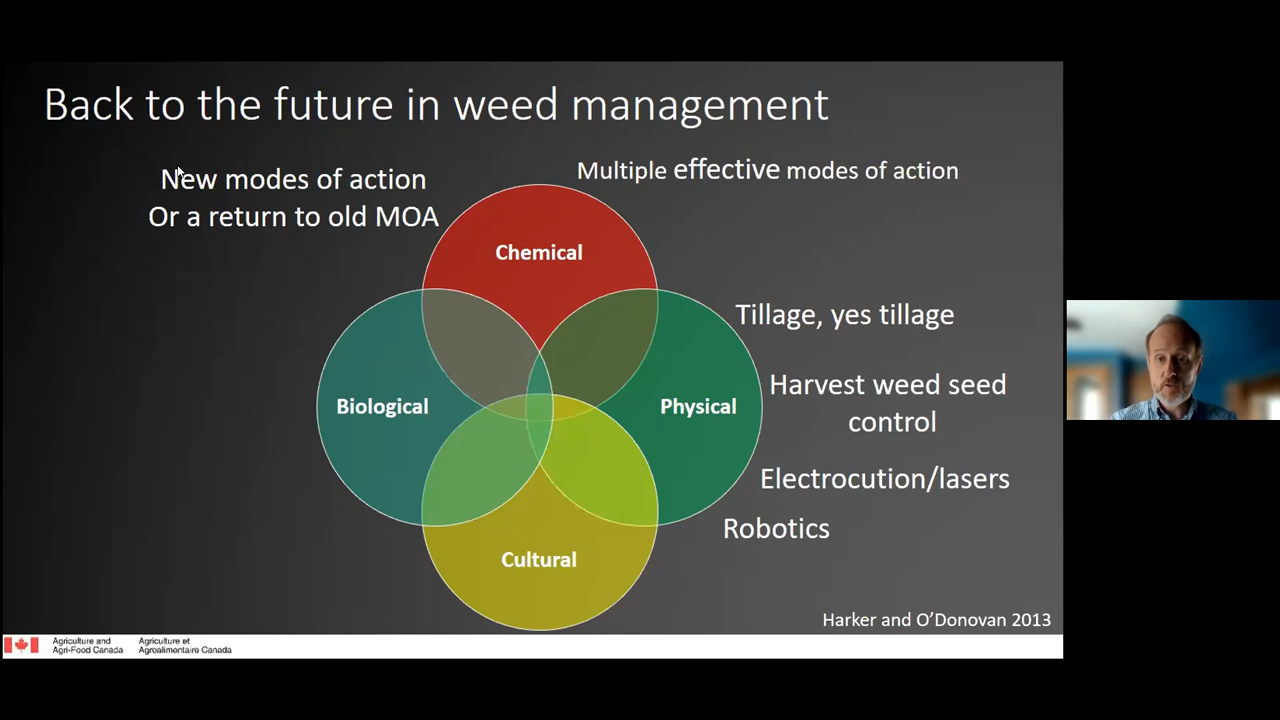 Back to the future in weed management
New modes of action
Or a return to old MOA
Multiple effective modes of action
Chemical
Tillage, yes tillage
Biological
Physical
Harvest weed seed
control
Electrocution/lasers
Robotics
Cultural
Harker and O'Donovan 2013
Agriculture and
Agri-Food Canada
Agriculture et
Agroalimentaire Canada